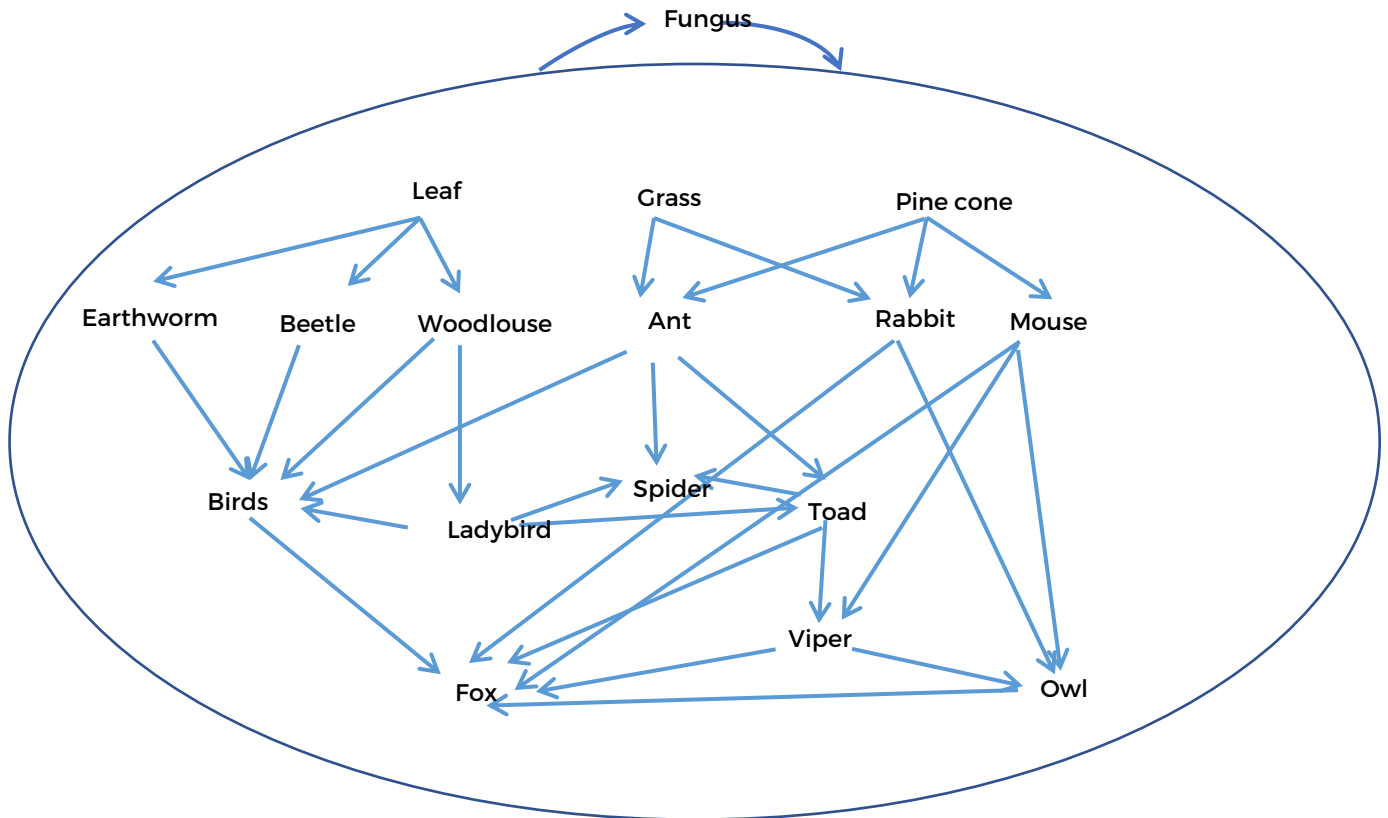 Fungus
Leaf
Grass
Pine cone
Earthworm
Beetle
Woodlouse
Ant
Rabbit
Mouse
Birds
Ladybird
Spider
Toad
Viper
Fox
Owl